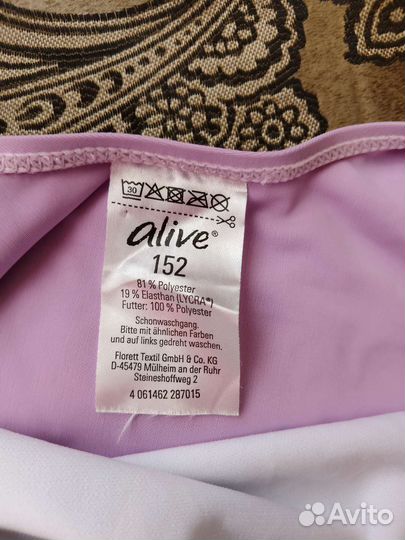 30
alive®
152
81% Polyester
19% Elasthan (LYCRA®)
Futter: 100% Polyester
Schonwaschgang.
Bitte mit ähnlichen Farben
und auf links gedreht waschen.
Florett Textil GmbH & Co. KG
D-45479 Mülheim an der Ruhr
Steineshoffweg 2
4 061462 287015
Avito